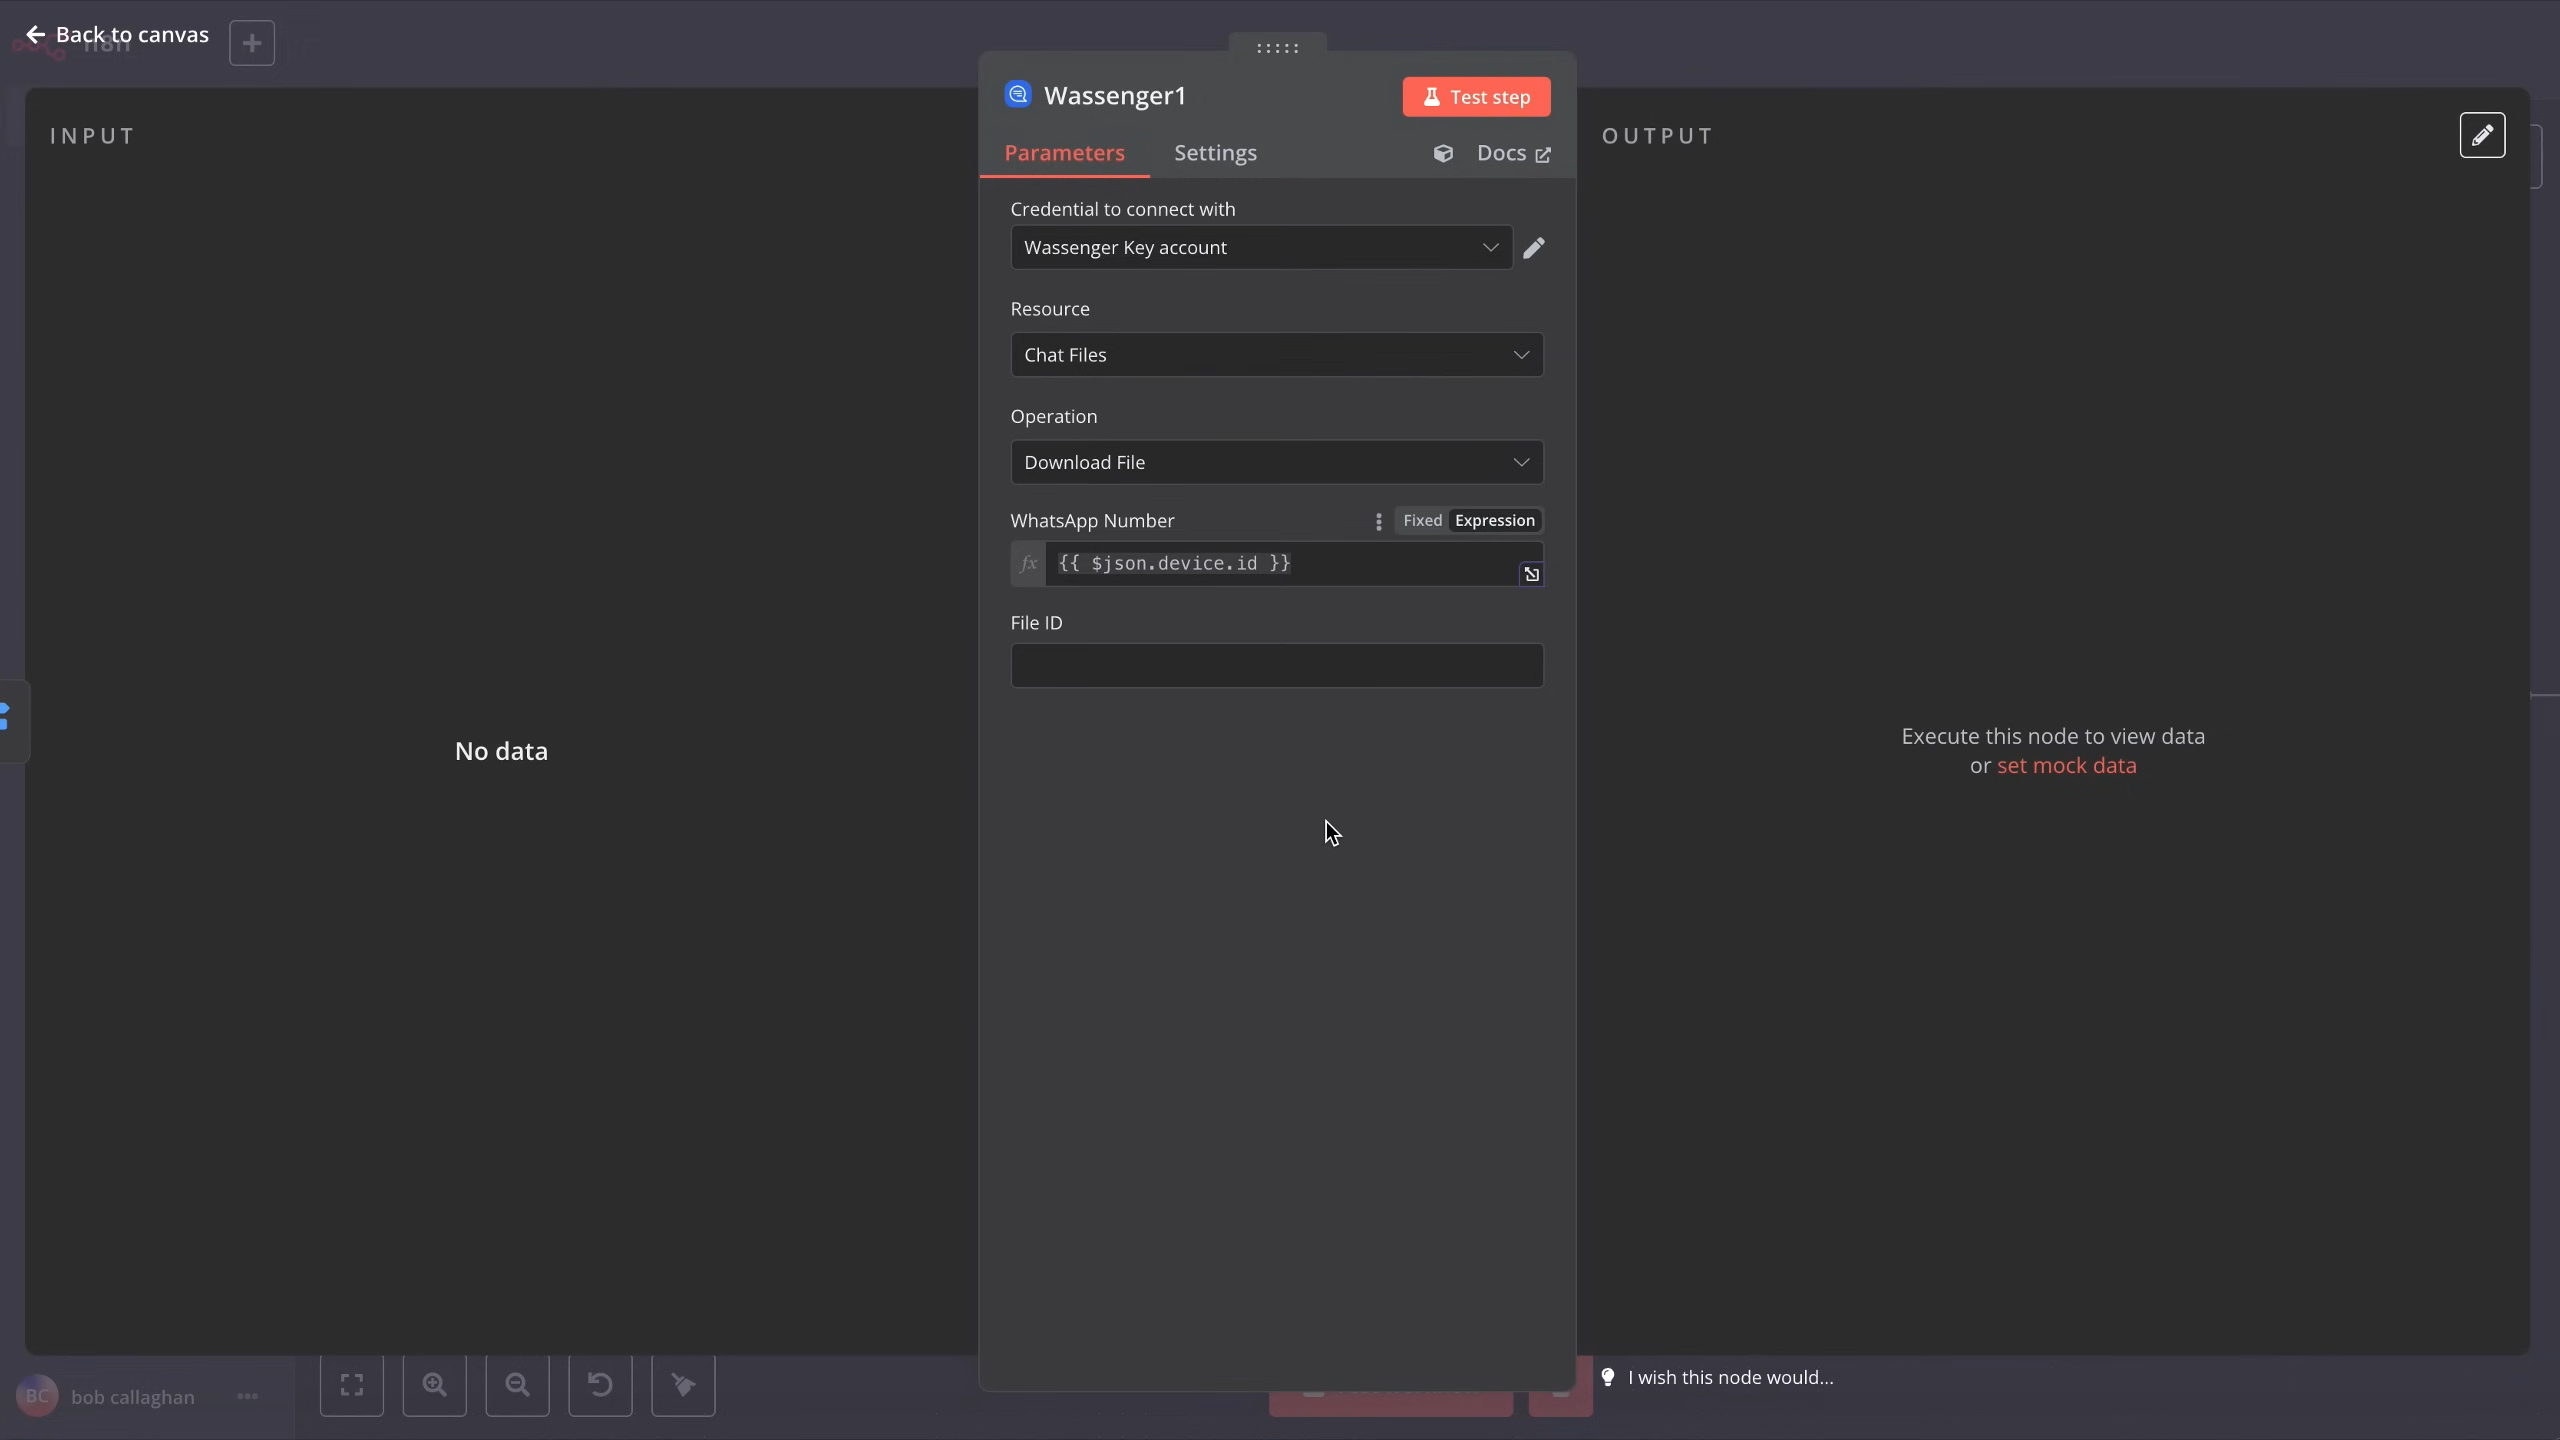 Back to canvas
n8n
INPUT
No data
Wassenger1
Test step
Parameters
Settings
Docs
Credential to connect with
Wassenger Key account
Resource
Chat Files
Operation
Download File
WhatsApp Number
Fixed
Expression
fx
{{ $json.device.id }}
File ID
OUTPUT
Execute this node to view data
or set mock data
BC
bob callaghan
I wish this node would...